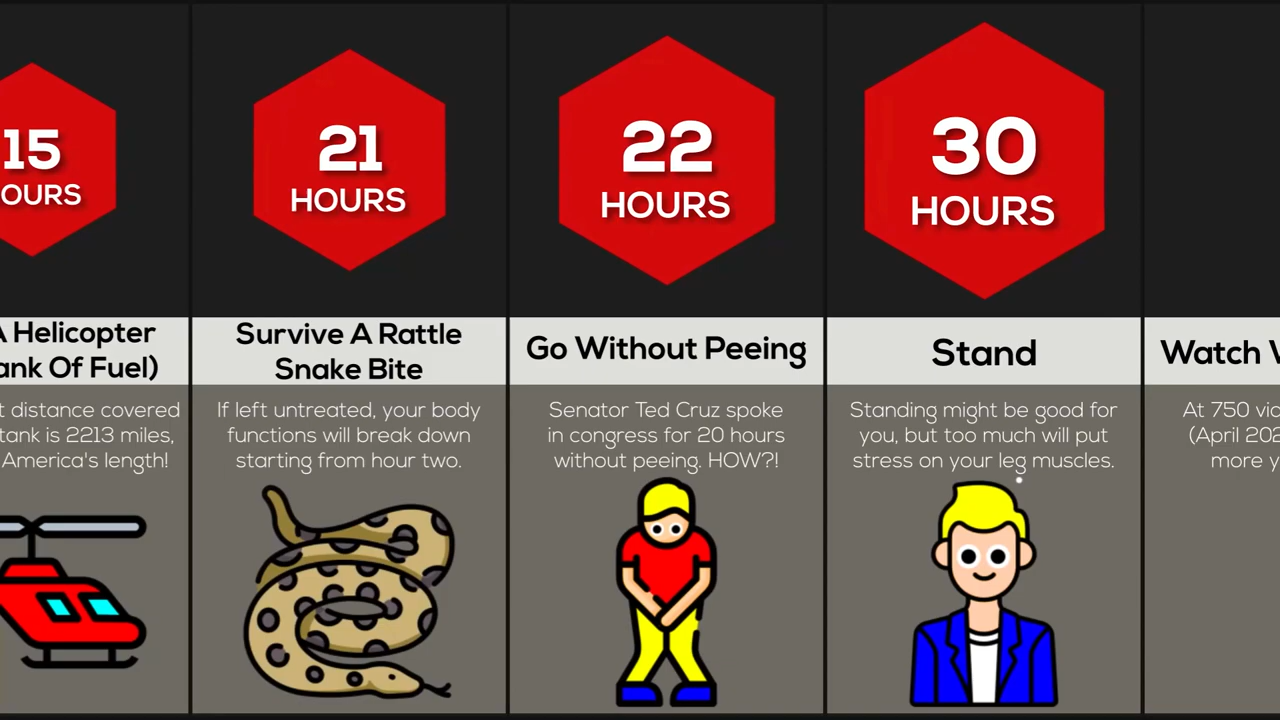 15
OURS
A Helicopter
ank Of Fuel)
t distance covered
tank is 2213 miles,
America's length!
21
HOURS
Survive A Rattle
Snake Bite
If left untreated, your body
functions will break down
starting from hour two.
22
HOURS
Go Without Peeing
Senator Ted Cruz spoke
in congress for 20 hours
without peeing. HOW?!
30
HOURS
Stand
Standing might be good for
you, but too much will put
stress on your leg muscles.
Watch
At 750
(April 202
more